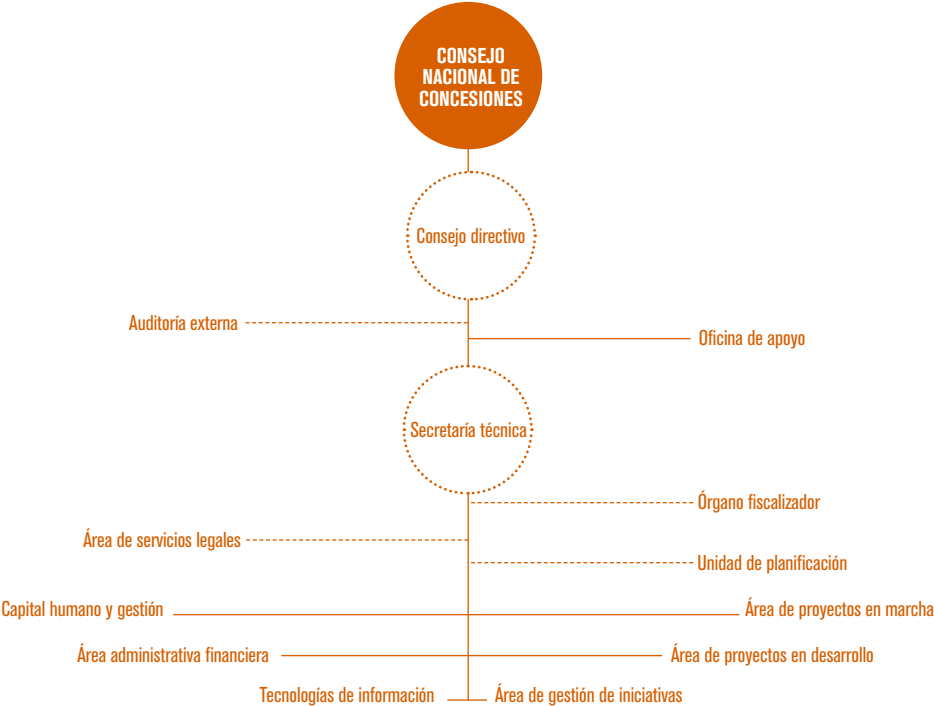 CONSEJO
NACIONAL DE
CONCESIONES
Consejo directivo
Auditoría externa
Oficina de apoyo
Secretaría técnica
Órgano fiscalizador
Área de servicios legales
Unidad de planificación
Capital humano y gestión
Área de proyectos en marcha
Área administrativa financiera
Área de proyectos en desarrollo
Tecnologías de información
Área de gestión de iniciativas